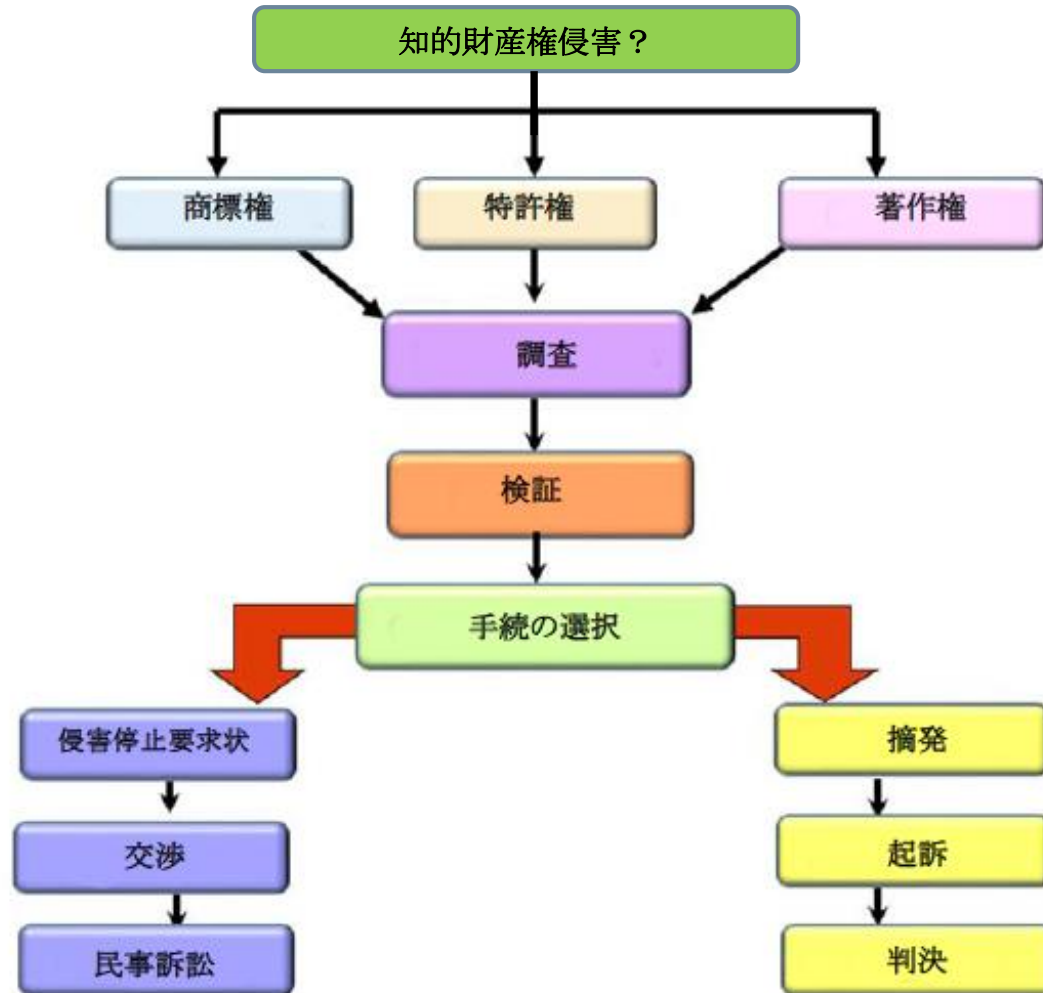 知的財産権侵害？
商標権
特許権
著作権
調査
検証
手続の選択
侵害停止要求状
摘発
交渉
起訴
民事訴訟
判決